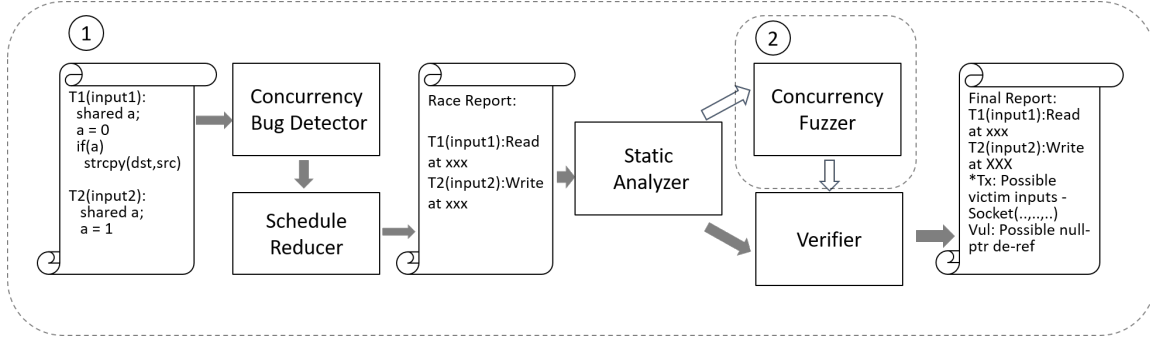 1
T1(input1):
shared a;
a = 0
if(a)
strcpy(dst,src)
T2(input2):
shared a;
a = 1
Concurrency
Bug Detector
Schedule
Reducer
Race Report:
T1(input1):Read
at xxx
T2(input2):Write
at xxx
Static
Analyzer
2
Concurrency
Fuzzer
Verifier
Final Report:
T1(input1):Read
at xxx
T2(input2):Write
at XXX
*Tx: Possible
victim inputs -
Socket(..,..,..)
Vul: Possible null-
ptr de-ref